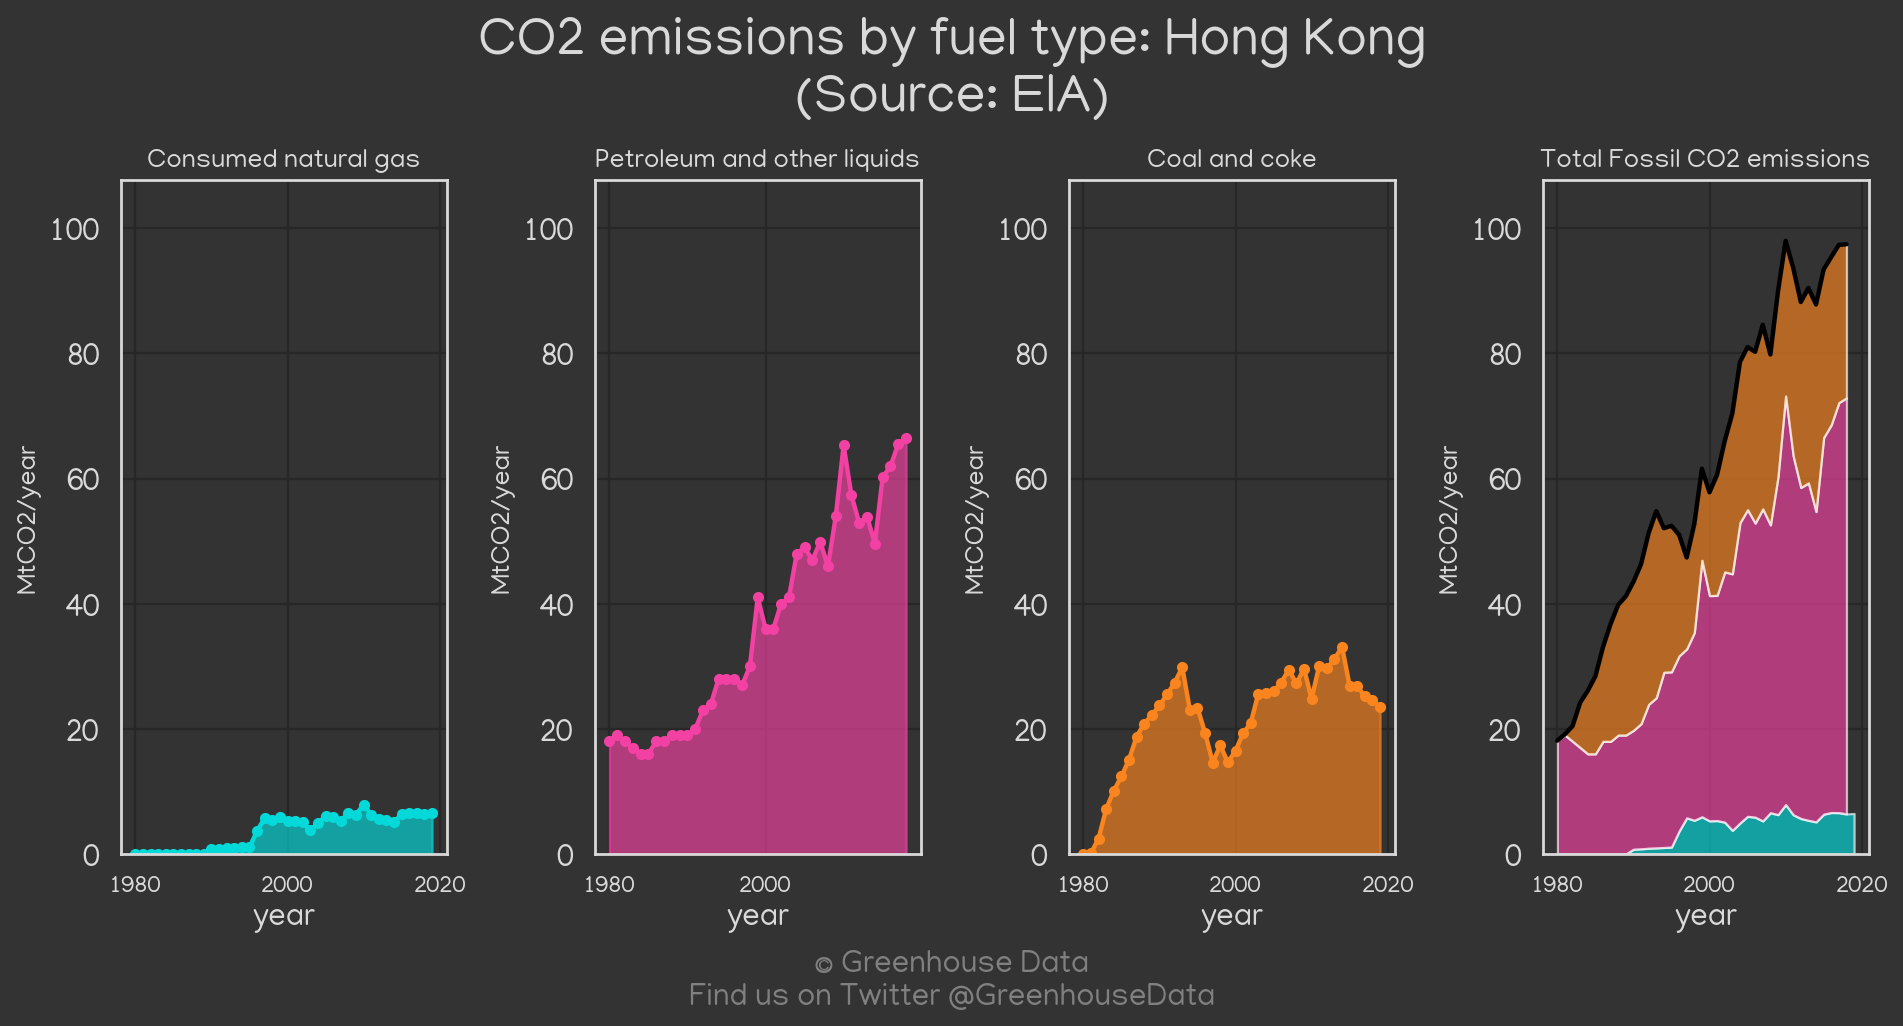 CO2 emissions by fuel type: Hong Kong
(Source: EIA)
Consumed natural gas
Petroleum and other liquids
Coal and coke
Total Fossil CO2 emissions
MtCO2/year
100
80
60
40
20
0
1980
2000
2020
year
MtCO2/year
100
80
60
40
20
0
1980
2000
year
MtCO2/year
100
80
60
40
20
0
1980
2000
2020
year
MtCO2/year
100
80
60
40
20
0
1980
2000
2020
year
© Greenhouse Data
Find us on Twitter @GreenhouseData